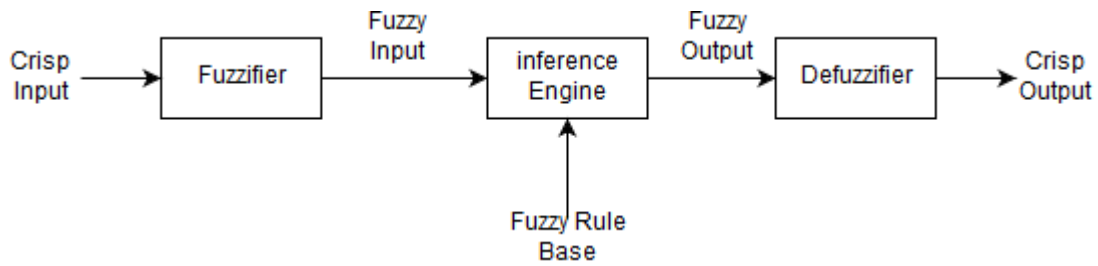 Crisp
Input
Fuzzifier
Fuzzy
Input
inference
Engine
Fuzzy
Output
Defuzzifier
Crisp
Output
Fuzzy Rule
Base